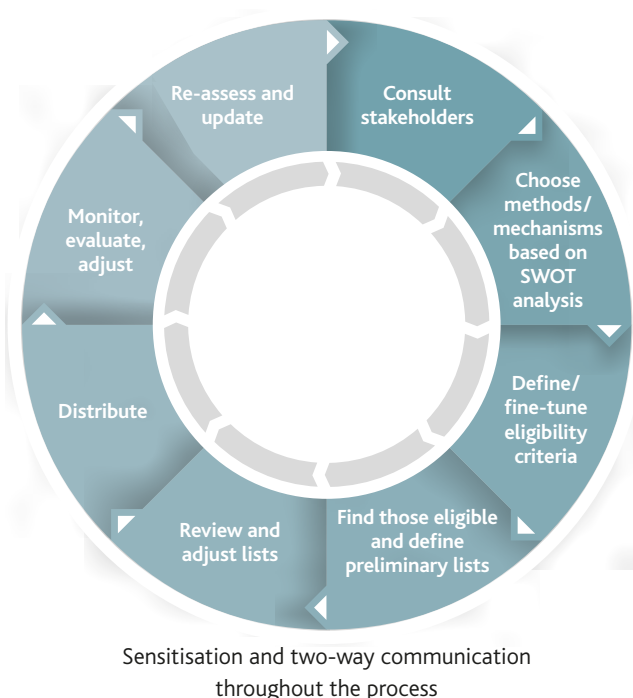 Consult
stakeholders
Choose
methods/
mechanisms
based on
SWOT
analysis
Define/
fine-tune
eligibility
criteria
Find those eligible
and define
preliminary lists
Review and
adjust lists
Distribute
Monitor,
evaluate,
adjust
Re-assess and
update
Sensitisation and two-way communication
throughout the process